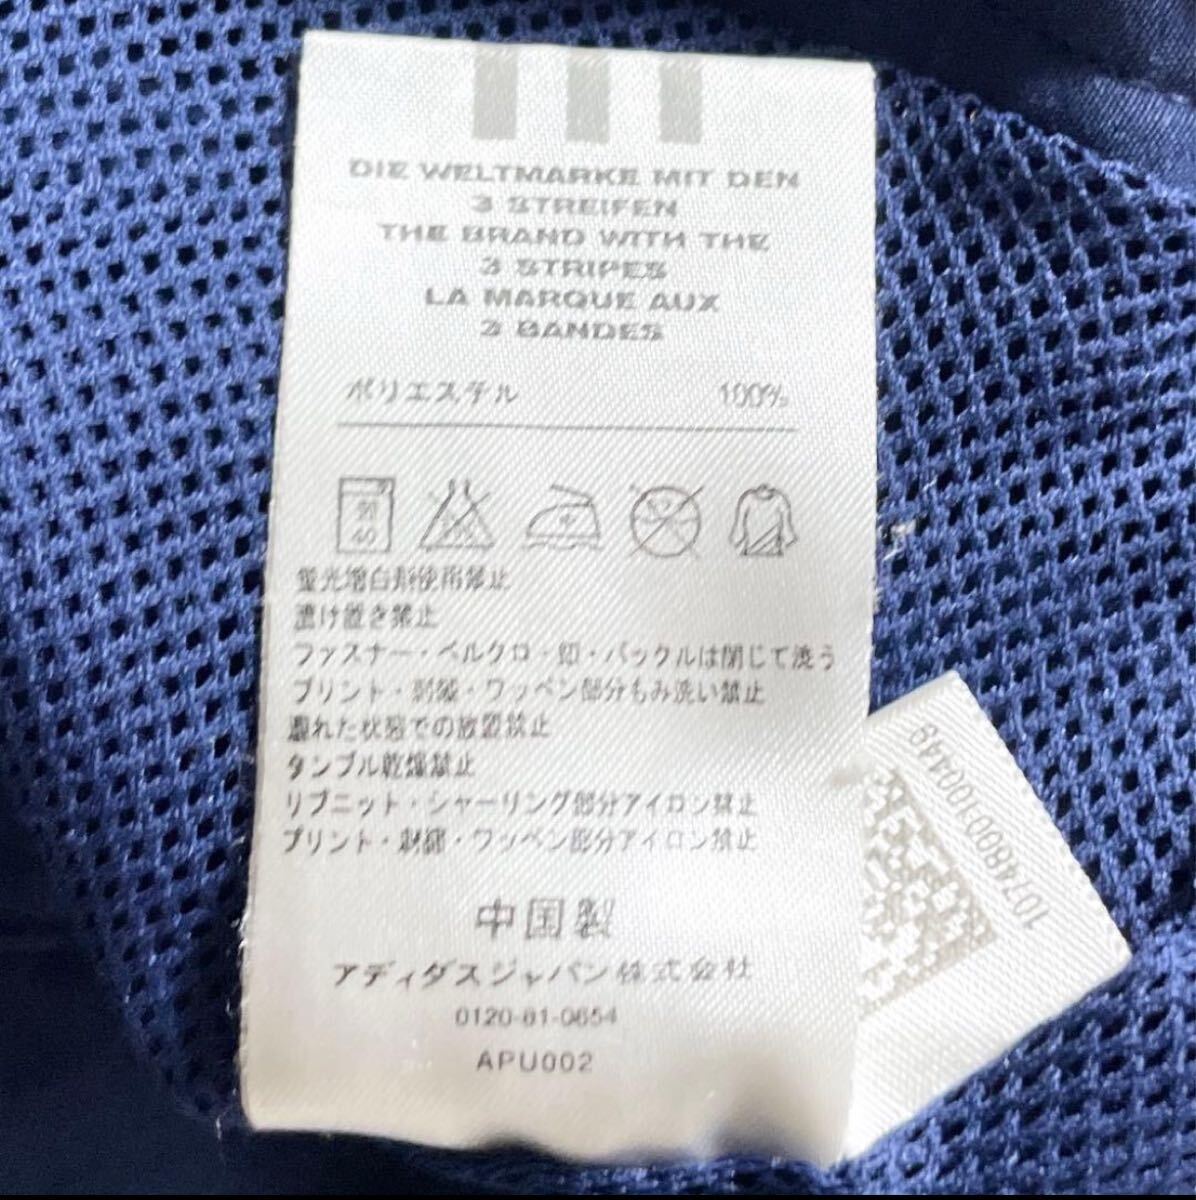 DIE WELTMARKE MIT DEN
3 STREIFEN
THE BRAND WITH THE
3 STRIPES
LA MARQUE AUX
3 BANDES
ポリエステル 100%
40
蛍光増白剤使用禁止
漬け置き禁止
ファスナー・ベルクロ・釦・バックルは閉じて洗う
プリント・刺繍・ワッペン部分もみ洗い禁止
濡れた状態での放置禁止
タンブル乾燥禁止
リブニット・シャーリング部分アイロン禁止
プリント・刺繍・ワッペン部分アイロン禁止
中国製
アディダスジャパン株式会社
0120-81-0654
APU002
1074800100449